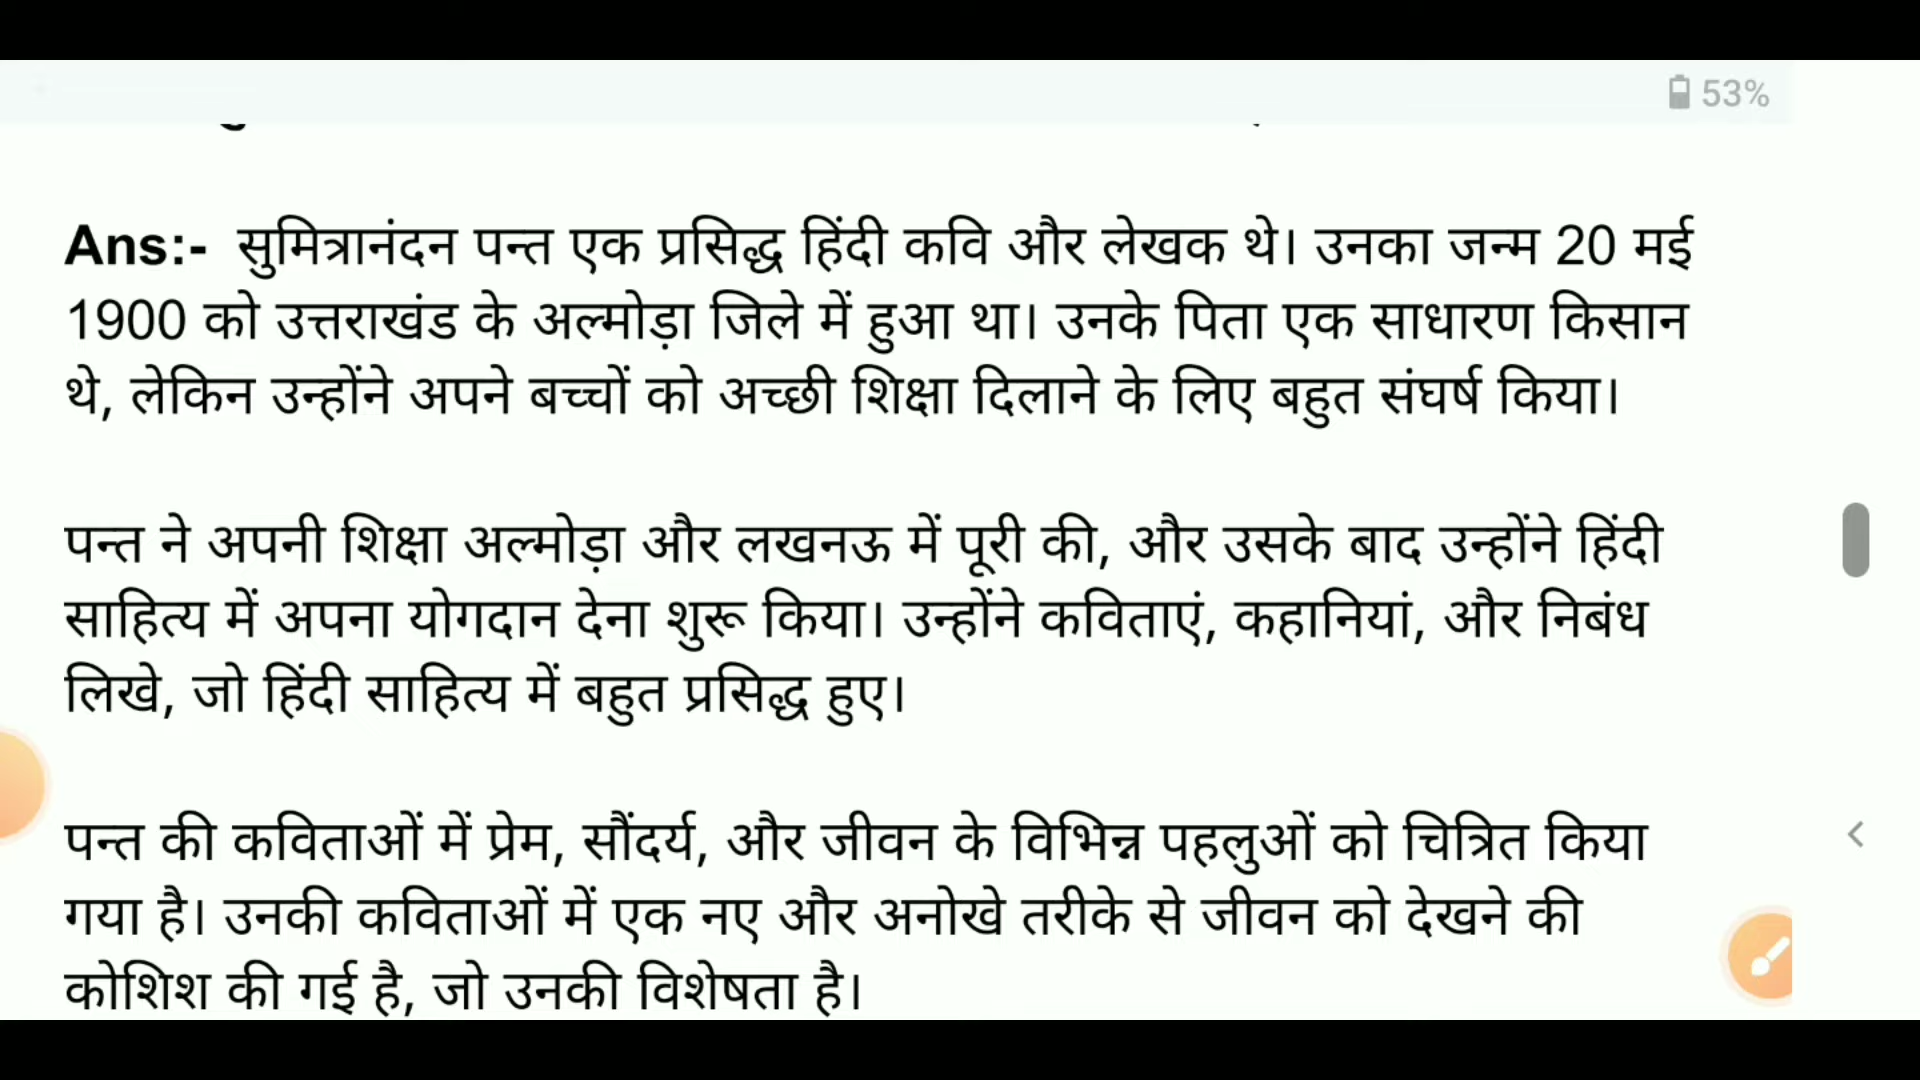 53%
Ans:- सुमित्रानंदन पन्त एक प्रसिद्ध हिंदी कवि और लेखक थे। उनका जन्म 20 मई
1900 को उत्तराखंड के अल्मोड़ा जिले में हुआ था। उनके पिता एक साधारण किसान
थे, लेकिन उन्होंने अपने बच्चों को अच्छी शिक्षा दिलाने के लिए बहुत संघर्ष किया।
पन्त ने अपनी शिक्षा अल्मोड़ा और लखनऊ में पूरी की, और उसके बाद उन्होंने हिंदी
साहित्य में अपना योगदान देना शुरू किया। उन्होंने कविताएं, कहानियां, और निबंध
लिखे, जो हिंदी साहित्य में बहुत प्रसिद्ध हुए।
पन्त की कविताओं में प्रेम, सौंदर्य, और जीवन के विभिन्न पहलुओं को चित्रित किया
गया है। उनकी कविताओं में एक नए और अनोखे तरीके से जीवन को देखने की
कोशिश की गई है, जो उनकी विशेषता है।